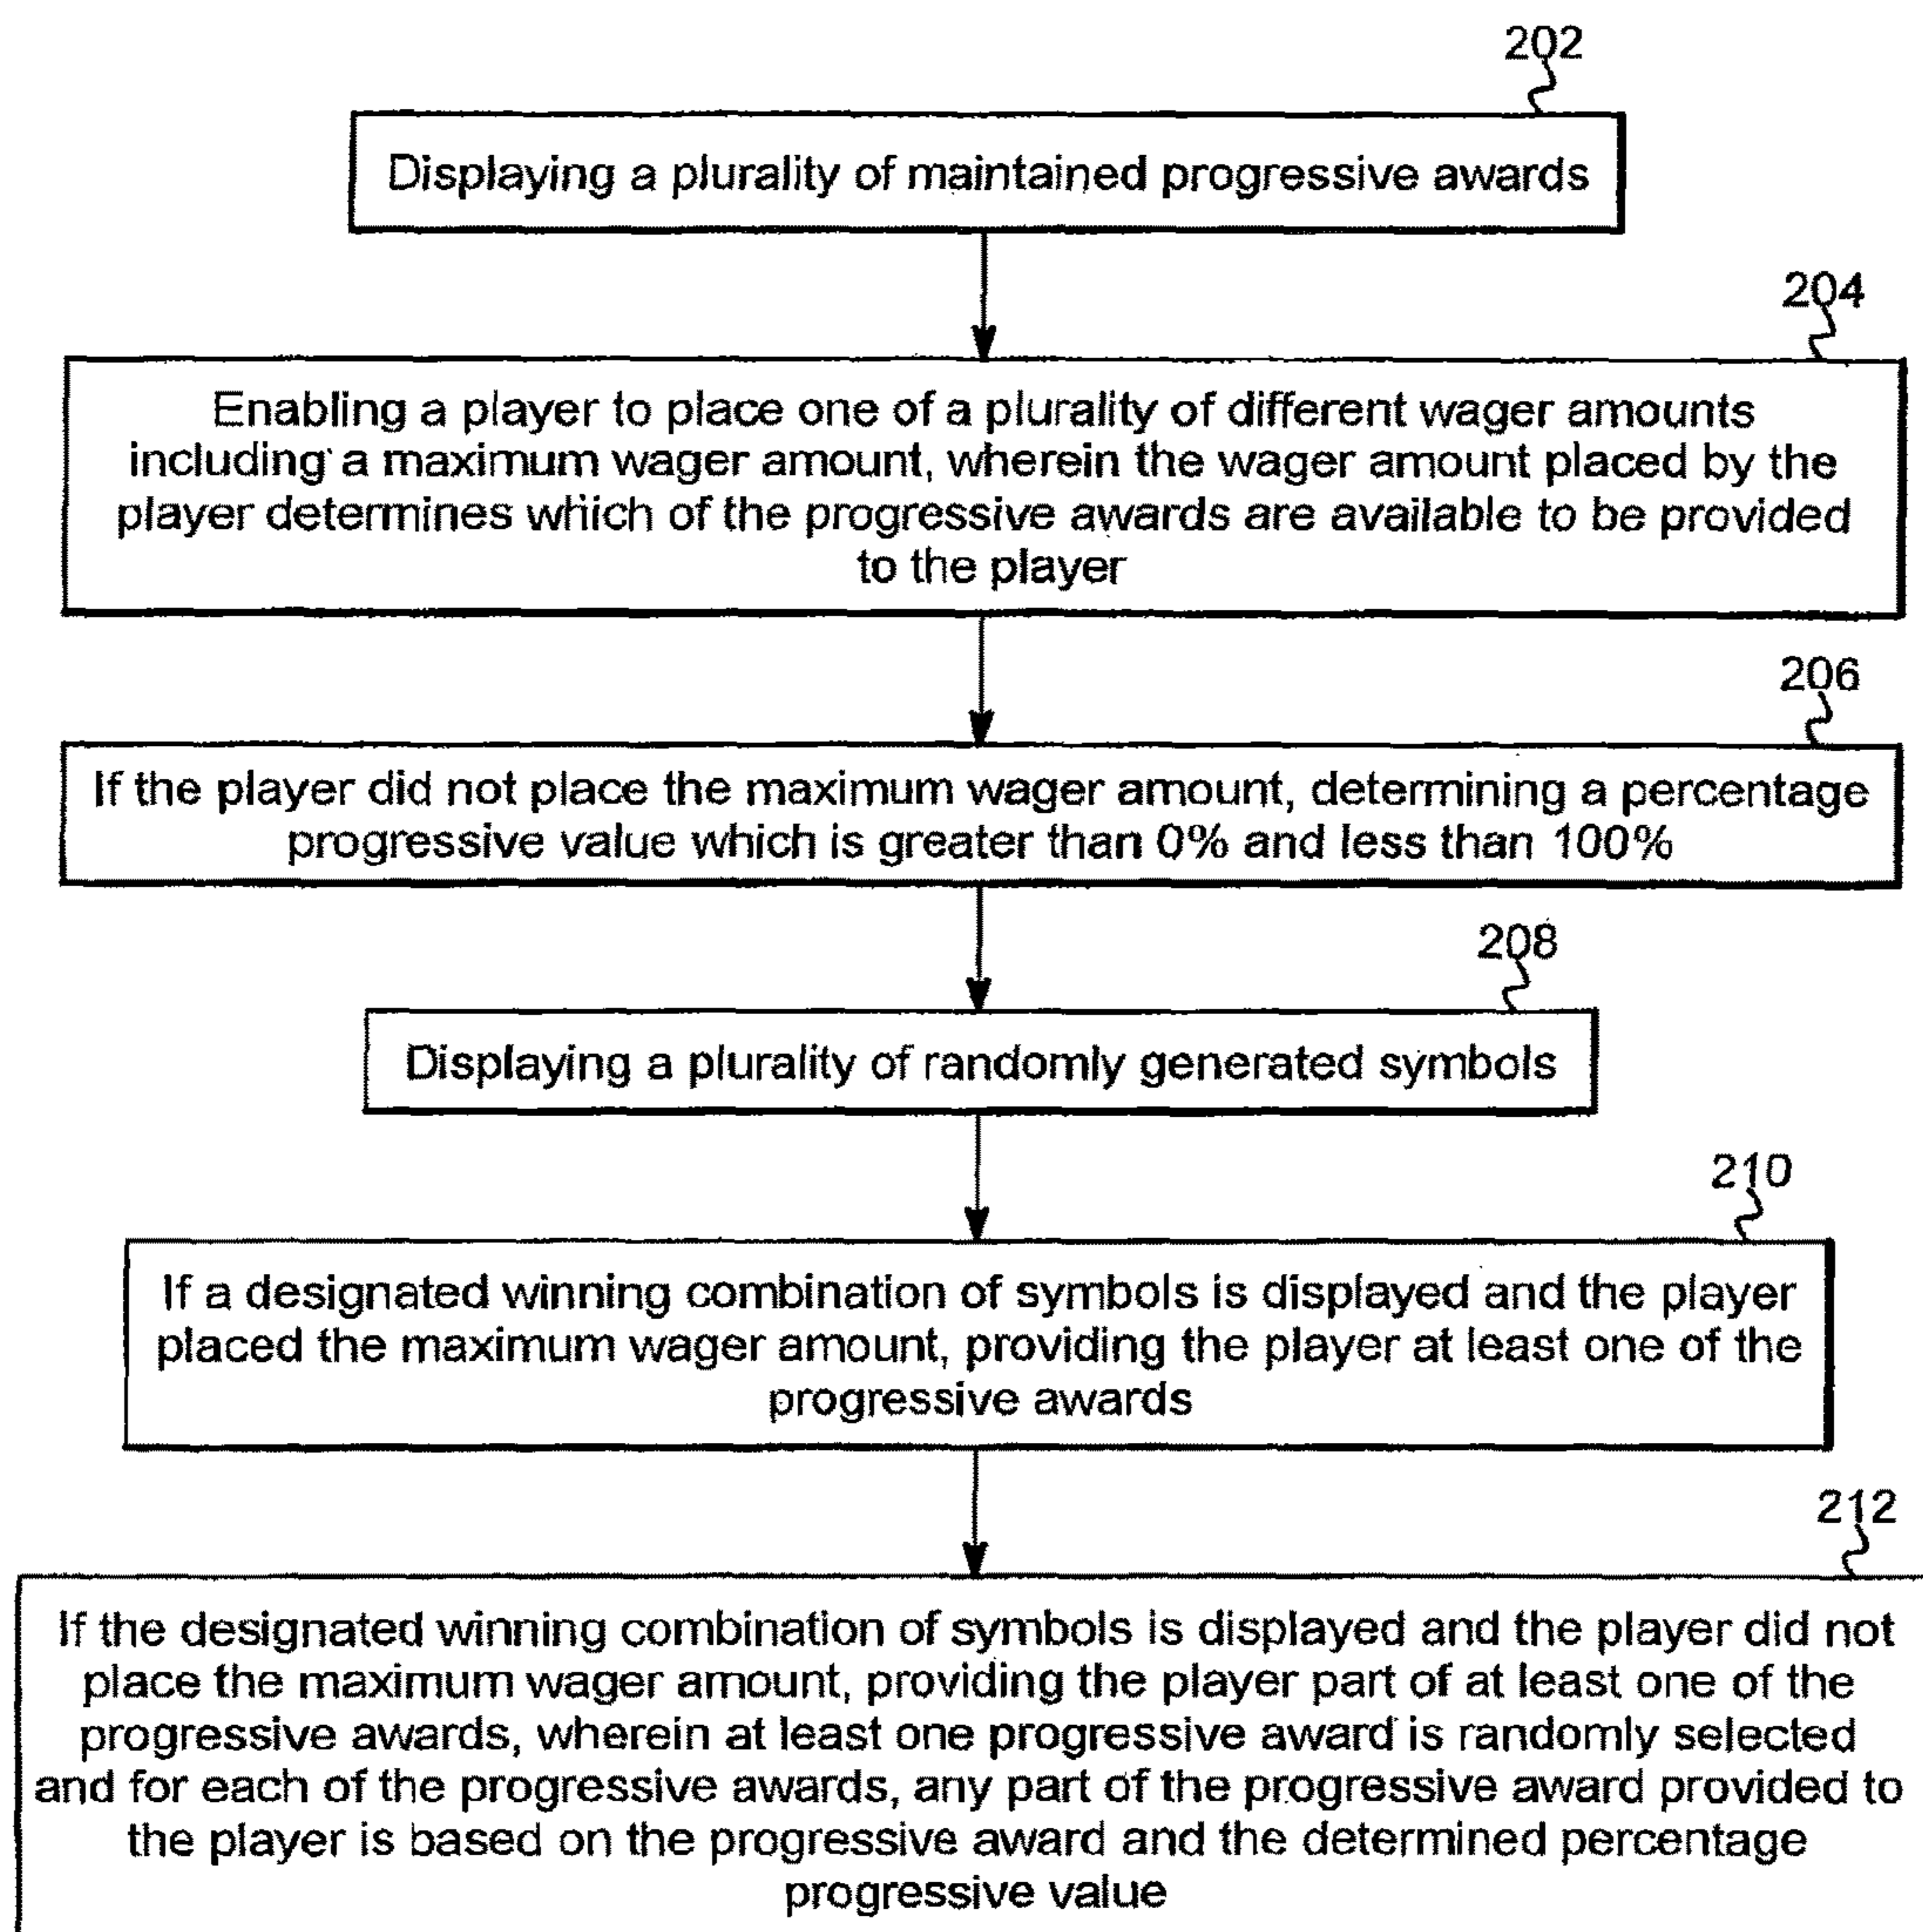 202
Displaying a plurality of maintained progressive awards
204
Enabling a player to place one of a plurality of different wager amounts
including a maximum wager amount, wherein the wager amount placed by the
player determines which of the progressive awards are available to be provided
to the player
206
If the player did not place the maximum wager amount, determining a percentage
progressive value which is greater than 0% and less than 100%
208
Displaying a plurality of randomly generated symbols
210
If a designated winning combination of symbols is displayed and the player
placed the maximum wager amount, providing the player at least one of the
progressive awards
212
If the designated winning combination of symbols is displayed and the player did not
place the maximum wager amount, providing the player part of at least one of the
progressive awards, wherein at least one progressive award is randomly selected
and for each of the progressive awards, any part of the progressive award provided to
the player is based on the progressive award and the determined percentage
progressive value